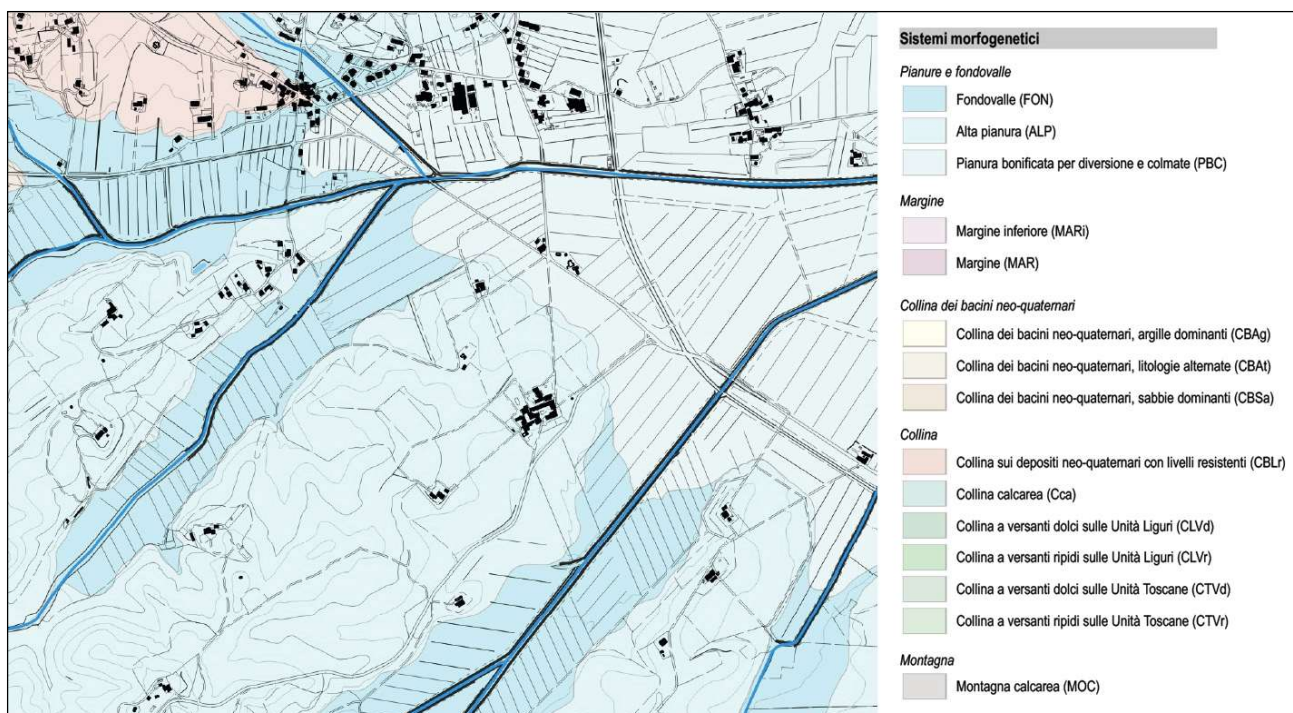 Sistemi morfogenetici
Pianure e fondovalle
Fondovalle (FON)
Alta pianura (ALP)
Pianura bonificata per diversione e colmate (PBC)
Margine
Margine inferiore (MARi)
Margine (MAR)
Collina dei bacini neo-quaternari
Collina dei bacini neo-quaternari, argille dominanti (CBAg)
Collina dei bacini neo-quaternari, litologie alternate (CBAt)
Collina dei bacini neo-quaternari, sabbie dominanti (CBSa)
Collina
Collina sui depositi neo-quaternari con livelli resistenti (CBLr)
Collina calcarea (Cca)
Collina a versanti dolci sulle Unità Liguri (CLVd)
Collina a versanti ripidi sulle Unità Liguri (CLVr)
Collina a versanti dolci sulle Unità Toscane (CTVd)
Collina a versanti ripidi sulle Unità Toscane (CTVr)
Montagna
Montagna calcarea (MOC)